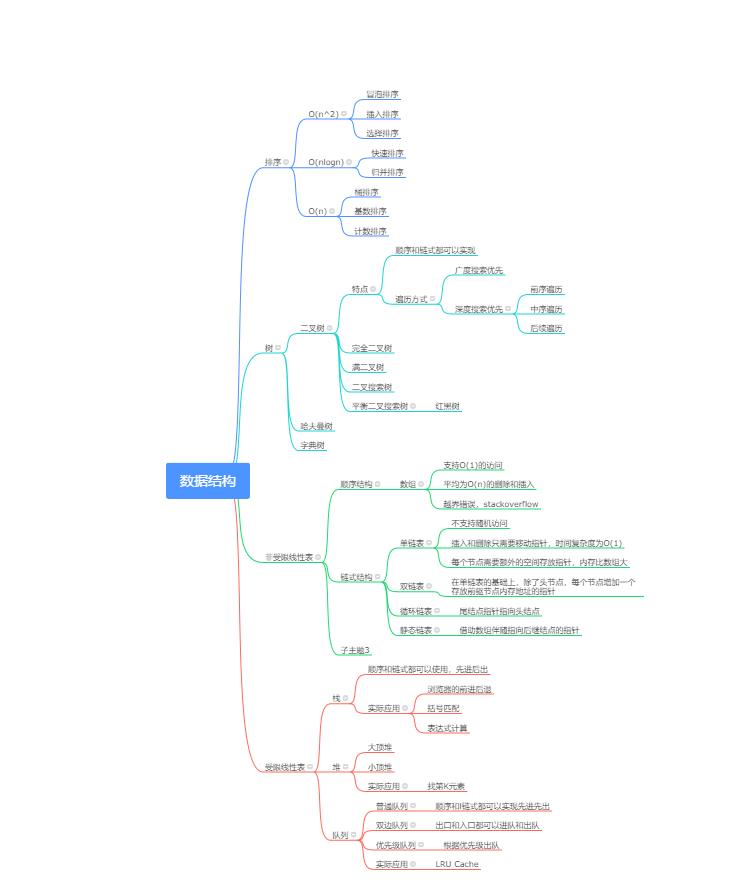 冒泡排序
O(n^2)
插入排序
选择排序
快速排序
排序
O(nlogn)
归并排序
桶排序
O(n)
基数排序
计数排序
顺序和链式都可以实现
广度搜索优先
特点
前序遍历
遍历方式
深度搜索优先
中序遍历
后续遍历
二叉树
树
完全二叉树
满二叉树
二叉搜索树
平衡二叉搜索树
红黑树
哈夫曼树
字典树
数据结构
支持O(1)的访问
顺序结构
数组
平均为O(n)的删除和插入
越界错误，stackoverflow
不支持随机访问
单链表
插入和删除只需要移动指针，时间复杂度为O(1)
非受限线性表
每个节点需要额外的空间存放指针，内存比数组大
链式结构
双链表
在单链表的基础上，除了头节点，每个节点增加一个
存放前驱节点内存地址的指针
循环链表
尾结点指针指向头结点
静态链表
借助数组伴随指向后继结点的指针
子主题3
顺序和链式都可以使用，先进后出
栈
浏览器的前进后退
实际应用
括号匹配
表达式计算
大顶堆
受限线性表
堆
小顶堆
实际应用
找第K元素
普通队列
顺序和链式都可以实现先进先出
双边队列
出口和入口都可以进队和出队
队列
优先级队列
根据优先级出队
实际应用
LRU Cache